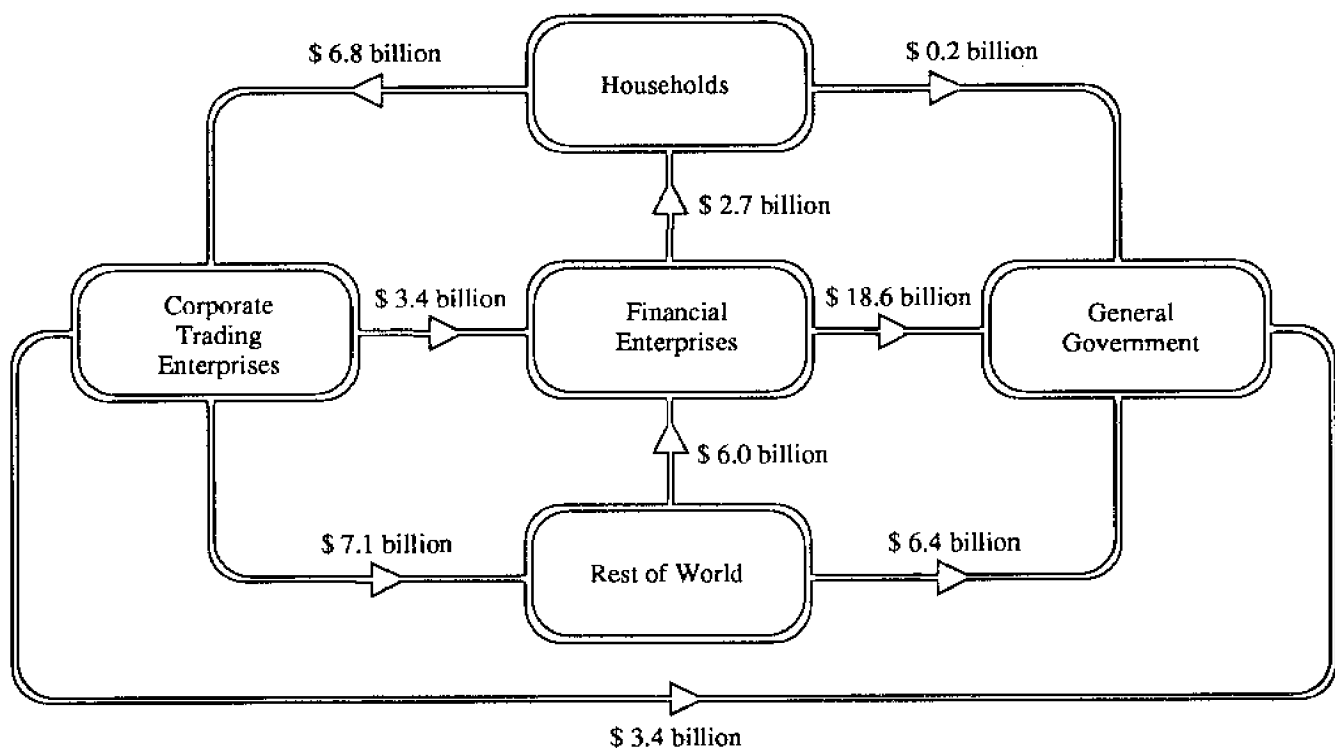 $ 6.8 billion
Households
$ 0.2 billion
$ 2.7 billion
Corporate
Trading
Enterprises
$ 3.4 billion
Financial
Enterprises
$ 18.6 billion
General
Government
$ 6.0 billion
$ 7.1 billion
Rest of World
$ 6.4 billion
$ 3.4 billion